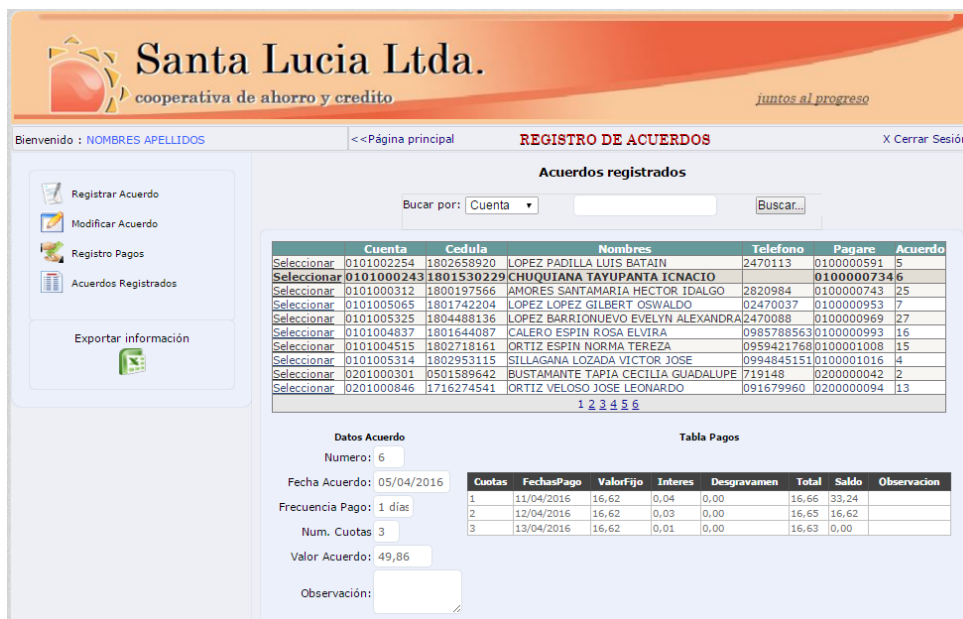 Santa Lucia Ltda.
cooperativa de ahorro y credito
juntos al progreso
Bienvenido : NOMBRES APELLIDOS <<Página principal REGISTRO DE ACUERDOS X Cerrar Sesión
Registrar Acuerdo
Modificar Acuerdo
Registro Pagos
Acuerdos Registrados
Exportar información
Acuerdos registrados
Bucar por: Cuenta Buscar...
Cuenta Cedula Nombres Telefono Pagare Acuerdo
Seleccionar 0101002254 1802658920 LOPEZ PADILLA LUIS BATAIN 2470113 0100000591 5
Seleccionar 0101000243 1801530229 CHUQUIANA TAYUPANTA ICNACIO 0100000734 6
Seleccionar 0101000312 1800197566 AMORES SANTAMARIA HECTOR IDALGO 2820984 0100000743 25
Seleccionar 0101005065 1801742204 LOPEZ LOPEZ GILBERT OSWALDO 02470037 0100000953 7
Seleccionar 0101005325 1804488136 LOPEZ BARRIONUEVO EVELYN ALEXANDRA 2470088 0100000969 27
Seleccionar 0101004837 1801644087 CALERO ESPIN ROSA ELVIRA 0985788563 0100000993 16
Seleccionar 0101004515 1802718161 ORTIZ ESPIN NORMA TEREZA 0959421768 0100001008 15
Seleccionar 0101005314 1802953115 SILLAGANA LOZADA VICTOR JOSE 0994845151 0100001016 4
Seleccionar 0201000301 0501589642 BUSTAMANTE TAPIA CECILIA GUADALUPE 719148 0200000042 2
Seleccionar 0201000846 1716274541 ORTIZ VELOSO JOSE LEONARDO 091679960 0200000094 13
1 2 3 4 5 6
Datos Acuerdo
Numero: 6
Fecha Acuerdo: 05/04/2016
Frecuencia Pago: 1 días
Num. Cuotas 3
Valor Acuerdo: 49,86
Observación:
Tabla Pagos
Cuotas FechasPago ValorFijo Interes Desgravamen Total Saldo Observacion
1 11/04/2016 16,62 0,04 0,00 16,66 33,24
2 12/04/2016 16,62 0,03 0,00 16,65 16,62
3 13/04/2016 16,62 0,01 0,00 16,63 0,00